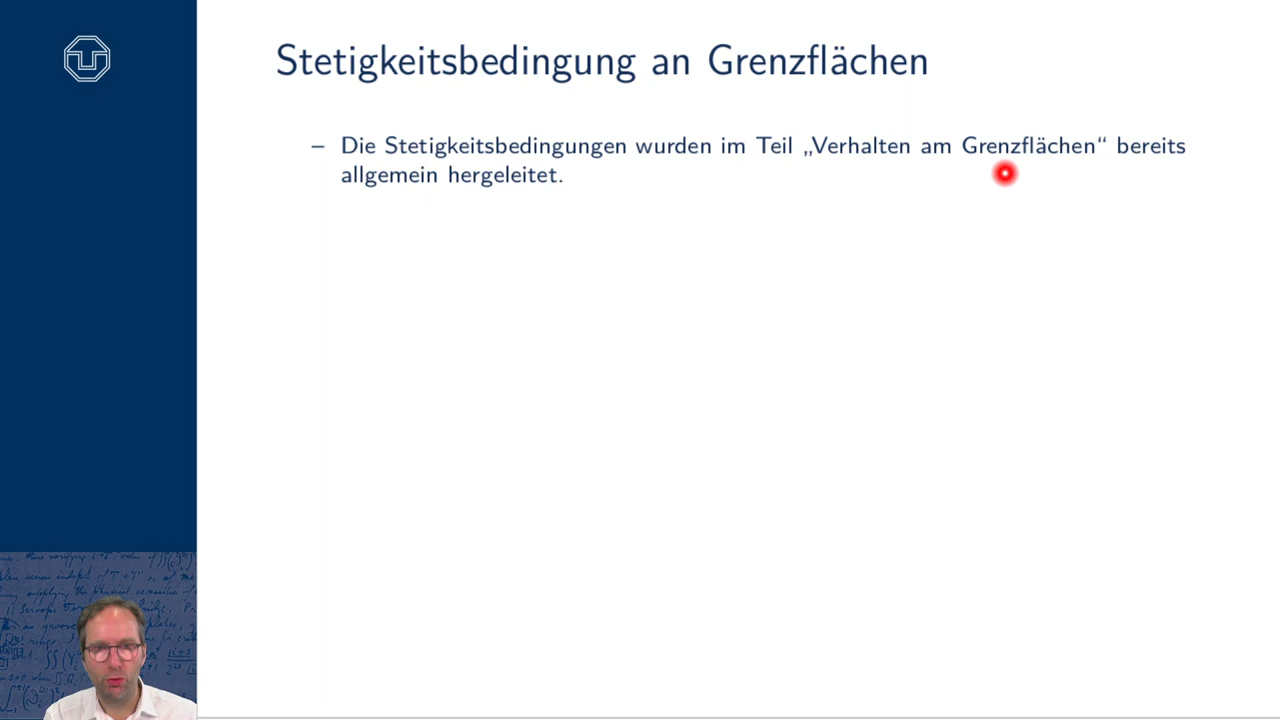 Stetigkeitsbedingung an Grenzflächen
– Die Stetigkeitsbedingungen wurden im Teil „Verhalten am Grenzflächen“ bereits
allgemein hergeleitet.